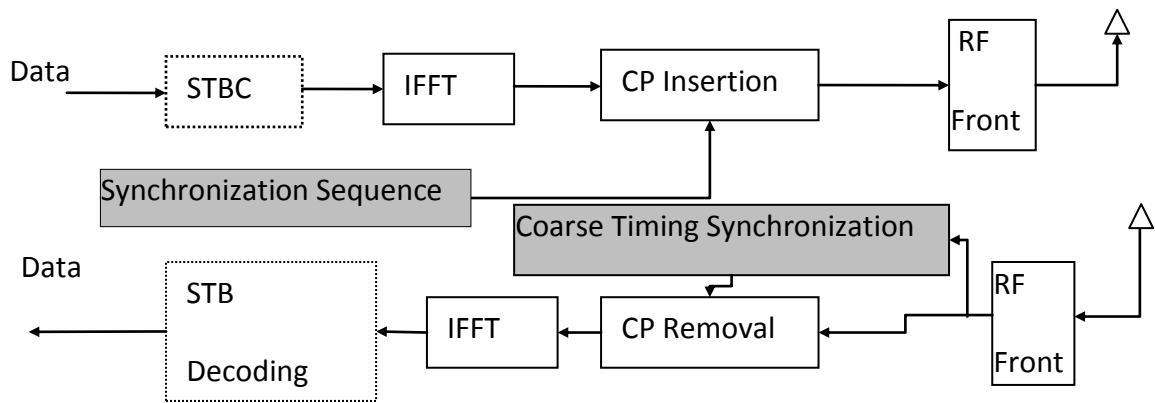 Data
STBC
IFFT
CP Insertion
RF
Front
Synchronization Sequence
Coarse Timing Synchronization
Data
STB
Decoding
IFFT
CP Removal
RF
Front